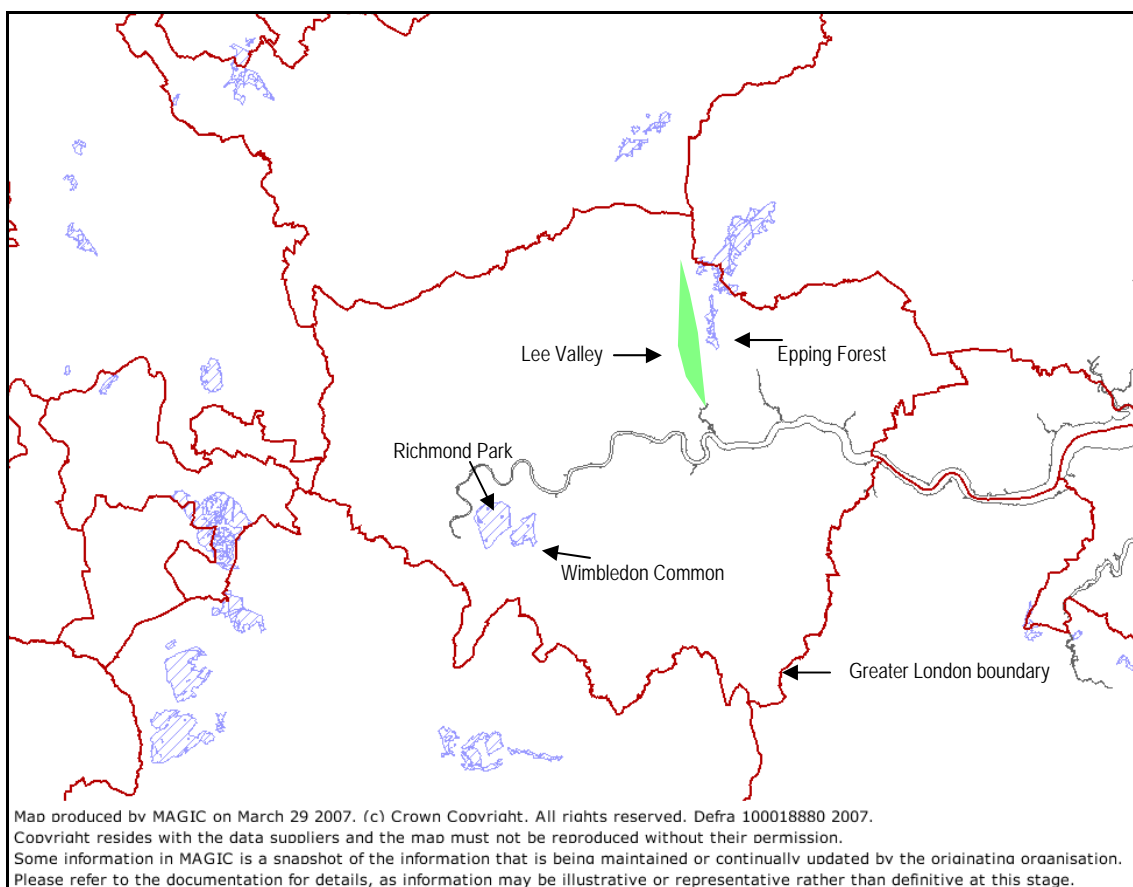 Lee Valley
Epping Forest
Richmond Park
Wimbledon Common
Greater London boundary
Map produced by MAGIC on March 29 2007. (c) Crown Copyright. All rights reserved. Defra 100018880 2007.
Copyright resides with the data suppliers and the map must not be reproduced without their permission.
Some information in MAGIC is a snapshot of the information that is being maintained or continually updated by the originating organisation.
Please refer to the documentation for details, as information may be illustrative or representative rather than definitive at this stage.